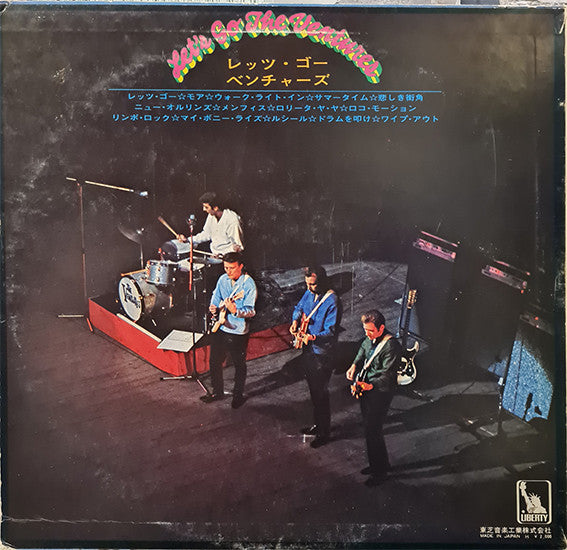 Let's Go The Ventures
レッツ・ゴー
ベンチャーズ
レッツ・ゴー☆モア☆ウォーク・ライト・イン☆サマータイム☆悲しき街角
ニュー・オルリンズ☆メンフィス☆ロリータ・ヤ・ヤ☆ロコ・モーション
リンボ・ロック☆マイ・ボニー・ライズ☆ルシール☆ドラムを叩け☆ワイプ・アウト
LIBERTY
東芝音楽工業株式会社
MADE IN JAPAN H ¥2,000